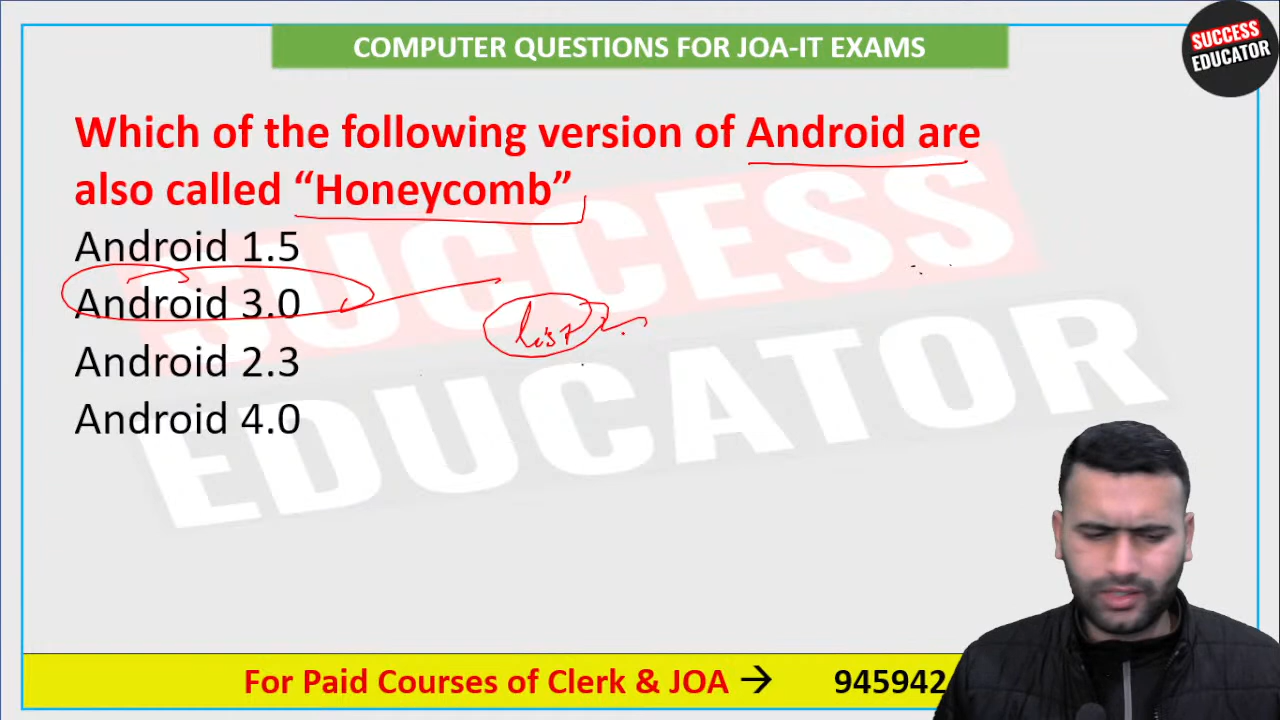 COMPUTER QUESTIONS FOR JOA-IT EXAMS
SUCCESS
EDUCATOR
Which of the following version of Android are
also called “Honeycomb”
Android 1.5
Android 3.0
list
Android 2.3
Android 4.0
SUCCESS
EDUCATOR
For Paid Courses of Clerk & JOA → 945942